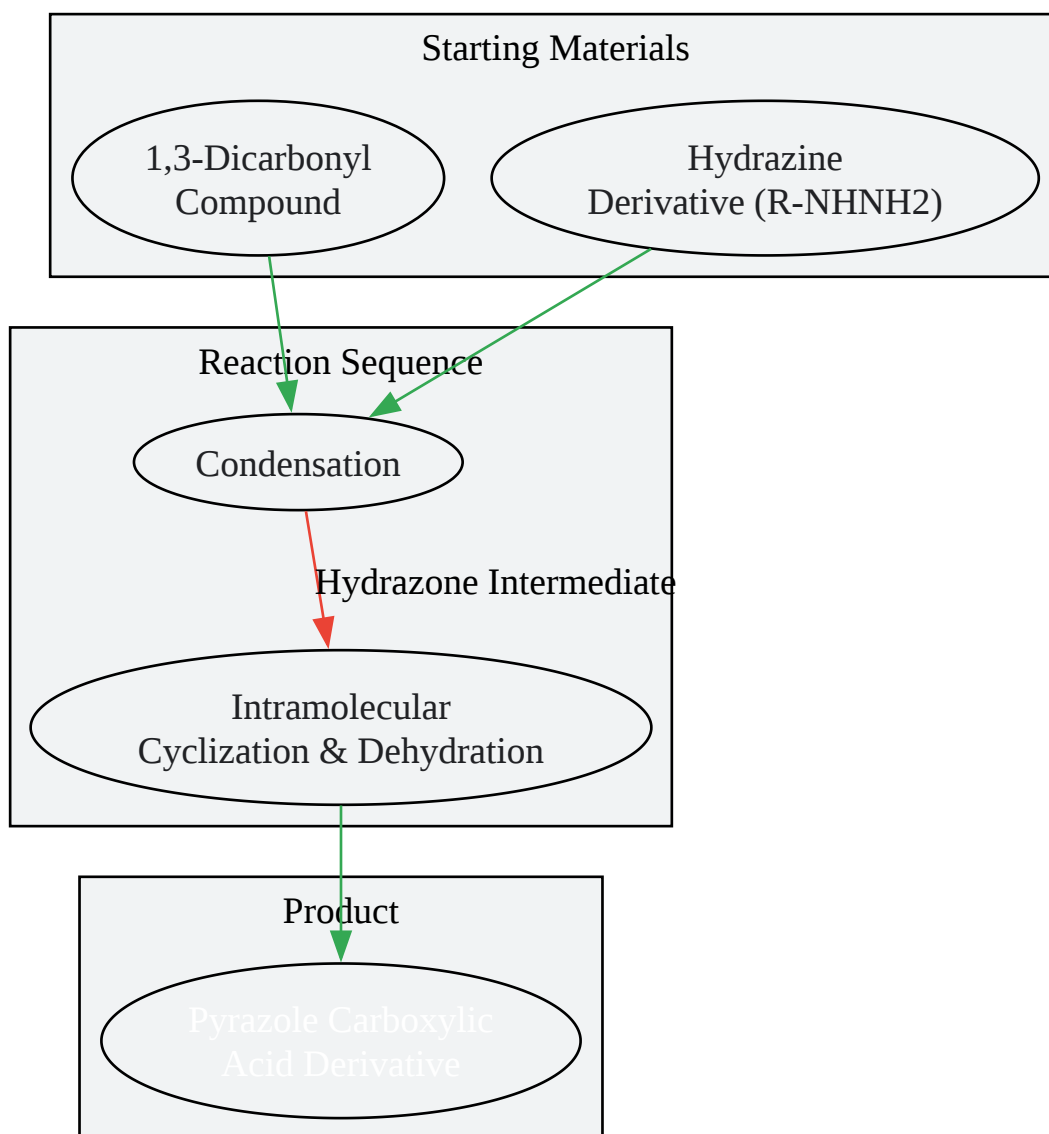 Starting Materials
1,3-Dicarbonyl
Compound
Hydrazine
Derivative (R-NHNH2)
Reaction Sequence
Condensation
Hydrazone Intermediate
Intramolecular
Cyclization & Dehydration
Product
Pyrazole Carboxylic
Acid Derivative